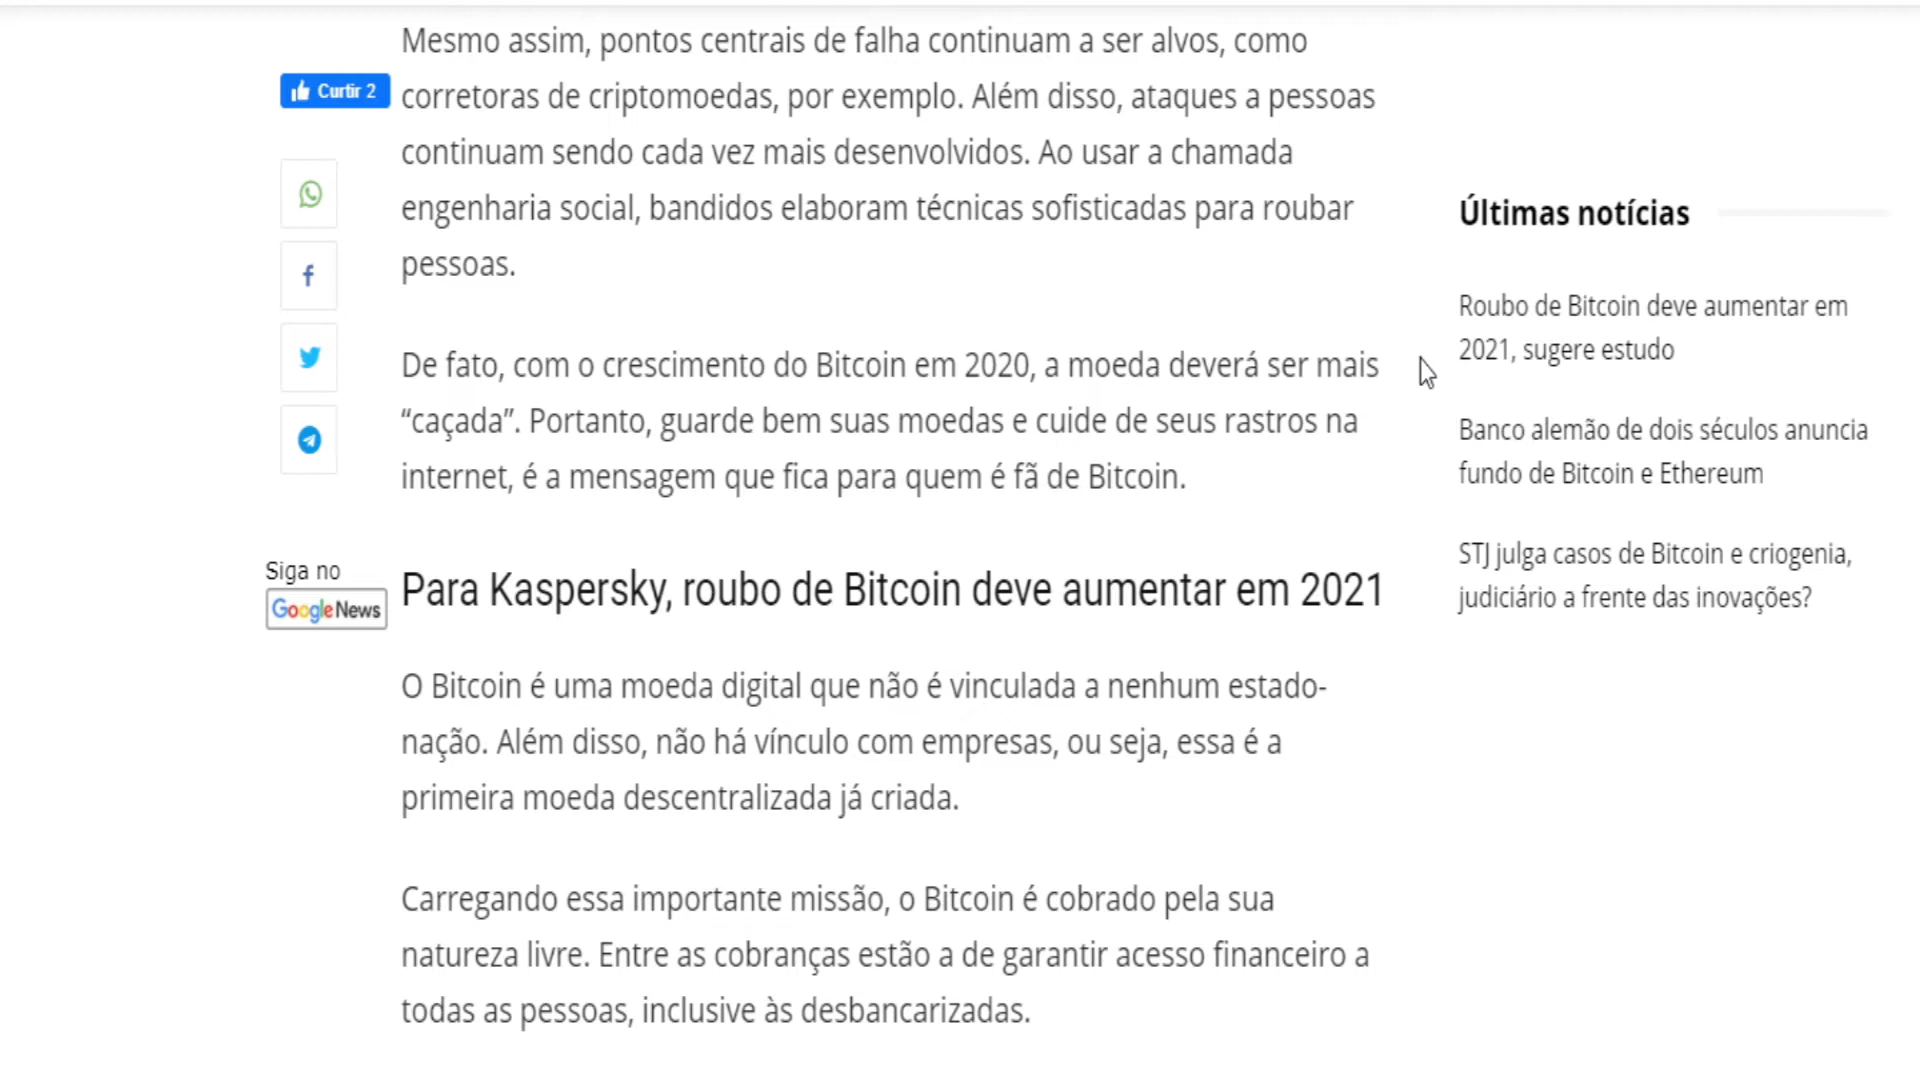 Mesmo assim, pontos centrais de falha continuam a ser alvos, como
corretoras de criptomoedas, por exemplo. Além disso, ataques a pessoas
continuam sendo cada vez mais desenvolvidos. Ao usar a chamada
engenharia social, bandidos elaboram técnicas sofisticadas para roubar
pessoas.
De fato, com o crescimento do Bitcoin em 2020, a moeda deverá ser mais
“caçada”. Portanto, guarde bem suas moedas e cuide de seus rastros na
internet, é a mensagem que fica para quem é fã de Bitcoin.
Para Kaspersky, roubo de Bitcoin deve aumentar em 2021
O Bitcoin é uma moeda digital que não é vinculada a nenhum estado-
nação. Além disso, não há vínculo com empresas, ou seja, essa é a
primeira moeda descentralizada já criada.
Carregando essa importante missão, o Bitcoin é cobrado pela sua
natureza livre. Entre as cobranças estão a de garantir acesso financeiro a
todas as pessoas, inclusive às desbancarizadas.
Curtir 2
Siga no
Google News
Últimas notícias
Roubo de Bitcoin deve aumentar em
2021, sugere estudo
Banco alemão de dois séculos anuncia
fundo de Bitcoin e Ethereum
STJ julga casos de Bitcoin e criogenia,
judiciário a frente das inovações?